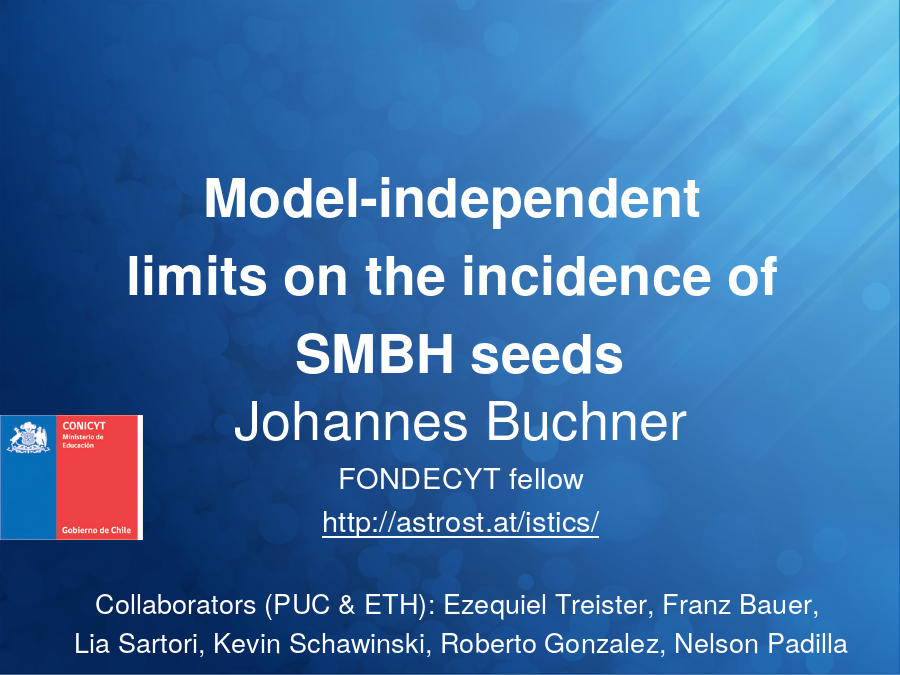 Model-independent
limits on the incidence of
SMBH seeds
Johannes Buchner
CONICYT
Ministerio de
Educación
FONDECYT fellow
http://astrost.at/istics/
Gobierno de Chile
Collaborators (PUC & ETH): Ezequiel Treister, Franz Bauer,
Lia Sartori, Kevin Schawinski, Roberto Gonzalez, Nelson Padilla